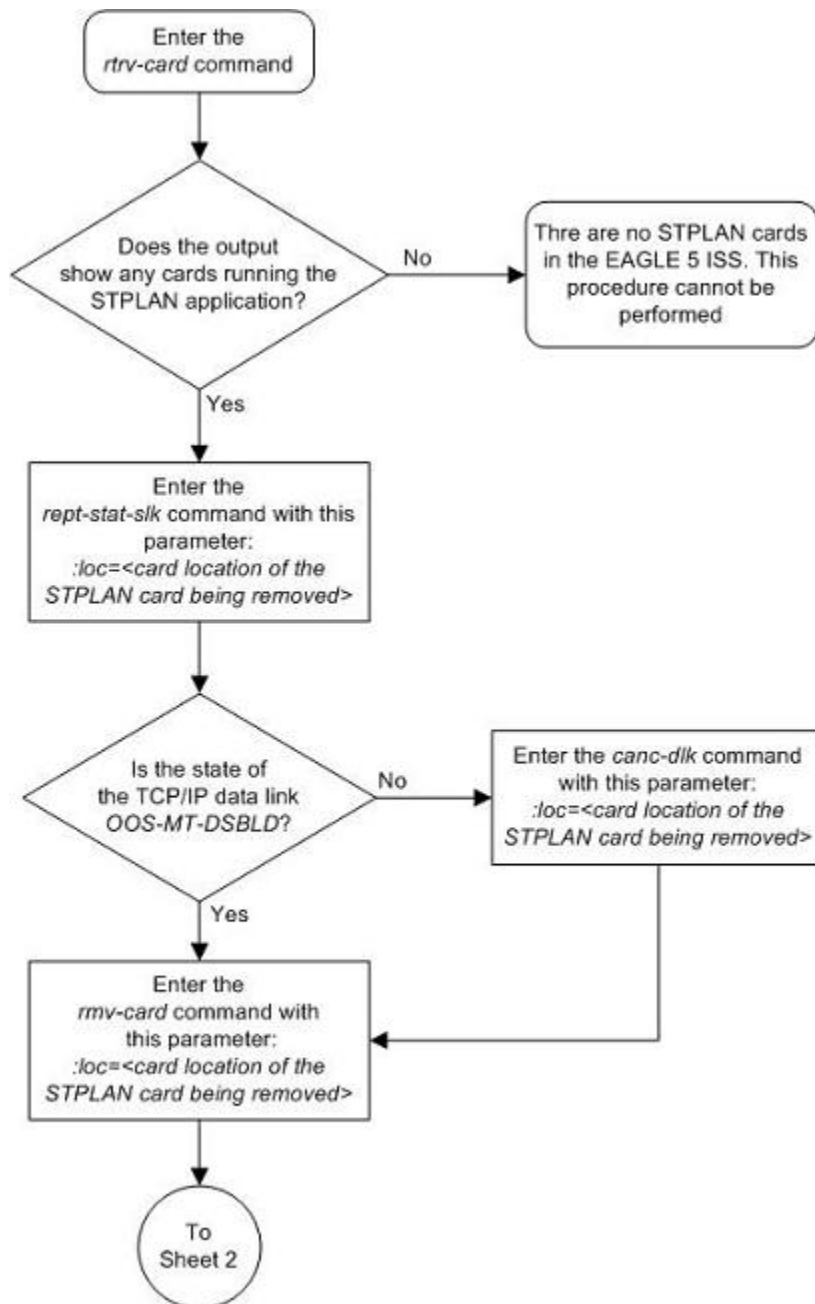 Enter the
rtrv-card command
Does the output
show any cards running the
STPLAN application?
No
Thre are no STPLAN cards
in the EAGLE 5 ISS. This
procedure cannot be
performed
Yes
Enter the
rept-stat-slk command with this
parameter:
:loc=<card location of the
STPLAN card being removed>
Is the state of
the TCP/IP data link
OOS-MT-DSBLD?
No
Enter the canc-dlk command
with this parameter:
:loc=<card location of the
STPLAN card being removed>
Yes
Enter the
rmv-card command with
this parameter:
:loc=<card location of the
STPLAN card being removed>
To
Sheet 2